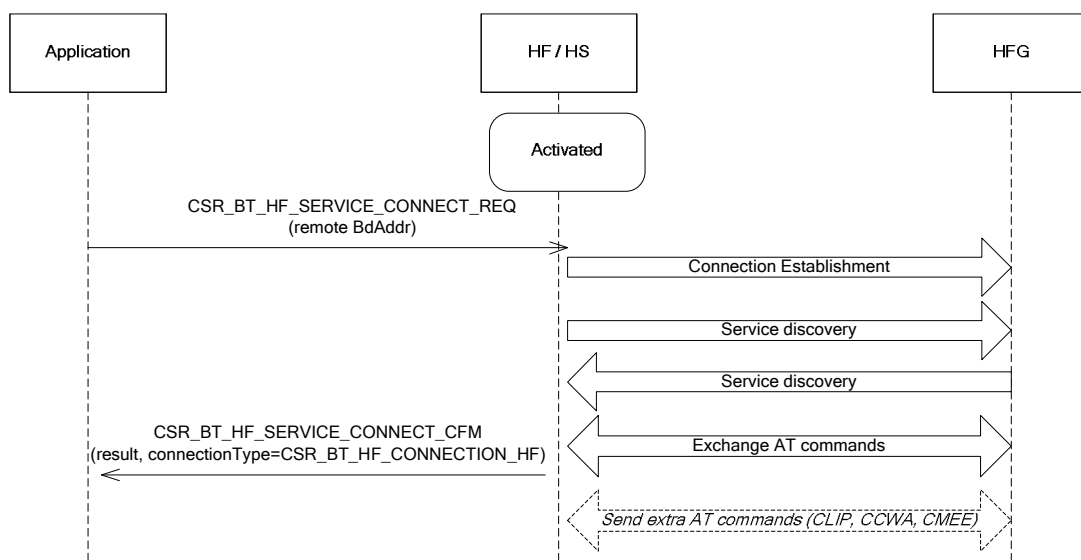 Application
HF / HS
HFG
Activated
CSR_BT_HF_SERVICE_CONNECT_REQ
(remote BdAddr)
Connection Establishment
Service discovery
Service discovery
CSR_BT_HF_SERVICE_CONNECT_CFM
(result, connectionType=CSR_BT_HF_CONNECTION_HF)
Exchange AT commands
Send extra AT commands (CLIP, CCWA, CMEE)